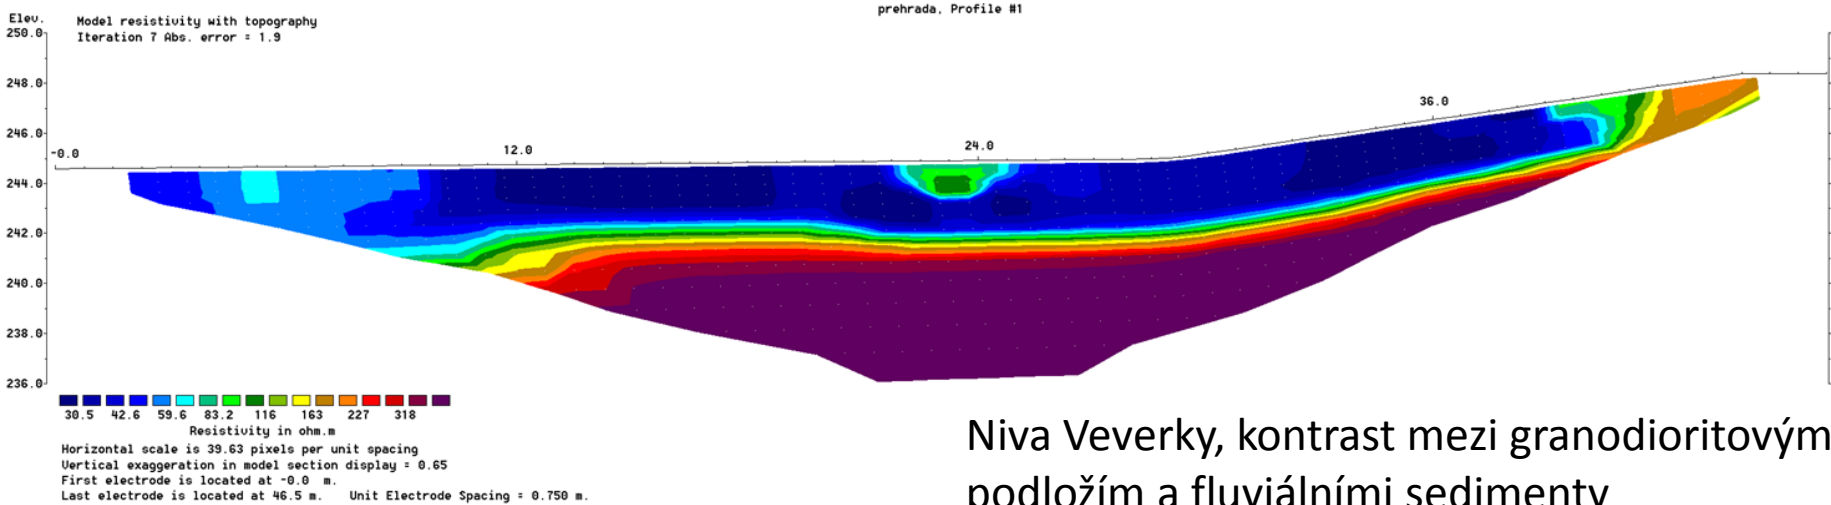 prehrada, Profile #1
Elev.
Model resistivity with topography
Iteration 7 Abs. error = 1.9
250.0
248.0
246.0
244.0
242.0
240.0
238.0
236.0
-0.0
12.0
24.0
36.0
30.5 42.6 59.6 83.2 116 163 227 318
Resistivity in ohm.m
Horizontal scale is 39.63 pixels per unit spacing
Vertical exaggeration in model section display = 0.65
First electrode is located at -0.0 m.
Last electrode is located at 46.5 m. Unit Electrode Spacing = 0.750 m.
Niva Veverky, kontrast mezi granodioritovým
podložím a fluviálními sedimenty